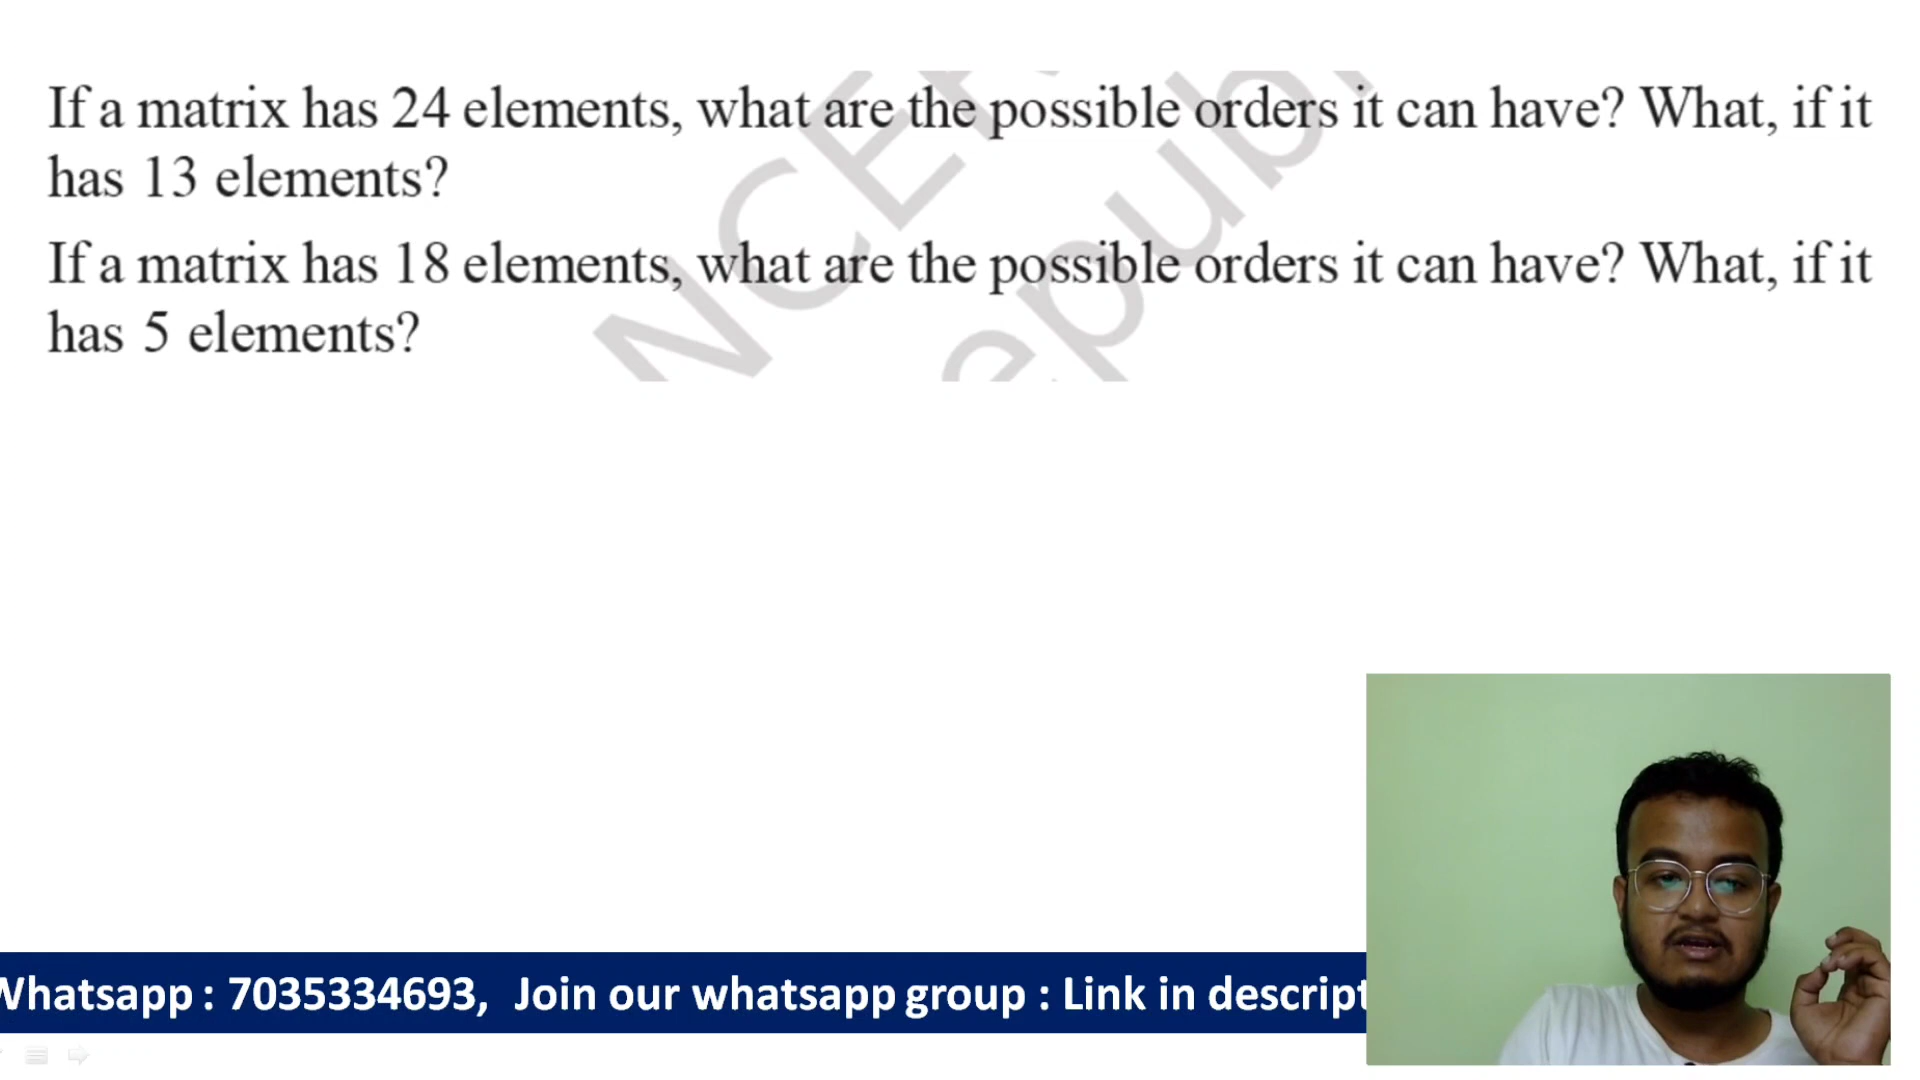 If a matrix has 24 elements, what are the possible orders it can have? What, if it
has 13 elements?
If a matrix has 18 elements, what are the possible orders it can have? What, if it
has 5 elements?
Whatsapp : 7035334693, Join our whatsapp group : Link in descript